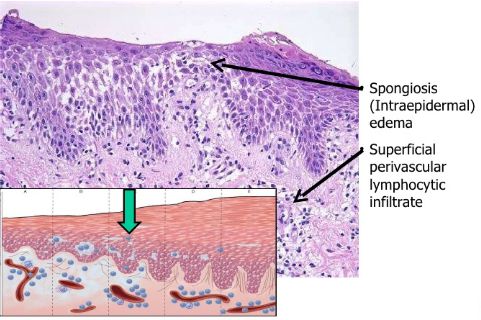 Spongiosis
(Intraepidermal)
edema
Superficial
perivascular
lymphocytic
infiltrate
A B D E